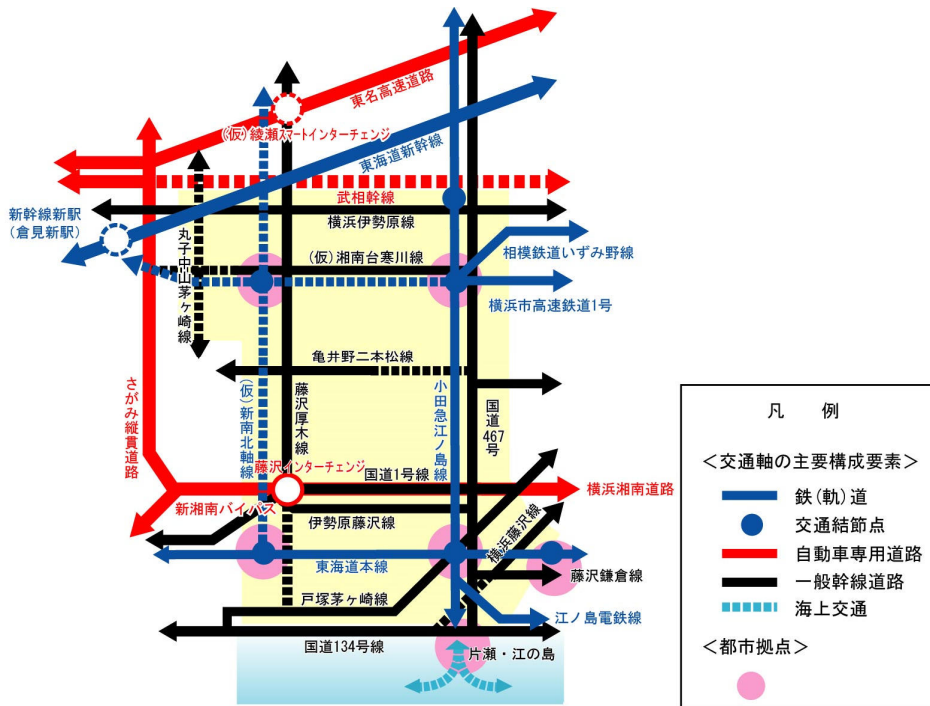 東名高速道路
(仮)綾瀬スマートインターチェンジ
東海道新幹線
武相幹線
新幹線新駅
(倉見新駅)
横浜伊勢原線
丸子中山茅ヶ崎線
(仮)湘南台寒川線
相模鉄道いずみ野線
横浜市高速鉄道1号
亀井野二本松線
さがみ縦貫道路
(仮)新南北軸線
藤沢厚木線
小田急江ノ島線
国道
467
号
藤沢インターチェンジ
国道1号線
横浜湘南道路
新湘南バイパス
伊勢原藤沢線
横浜藤沢線
東海道本線
藤沢鎌倉線
戸塚茅ヶ崎線
江ノ島電鉄線
国道134号線
片瀬・江の島
凡 例
<交通軸の主要構成要素>
鉄(軌)道
交通結節点
自動車専用道路
一般幹線道路
海上交通
<都市拠点>